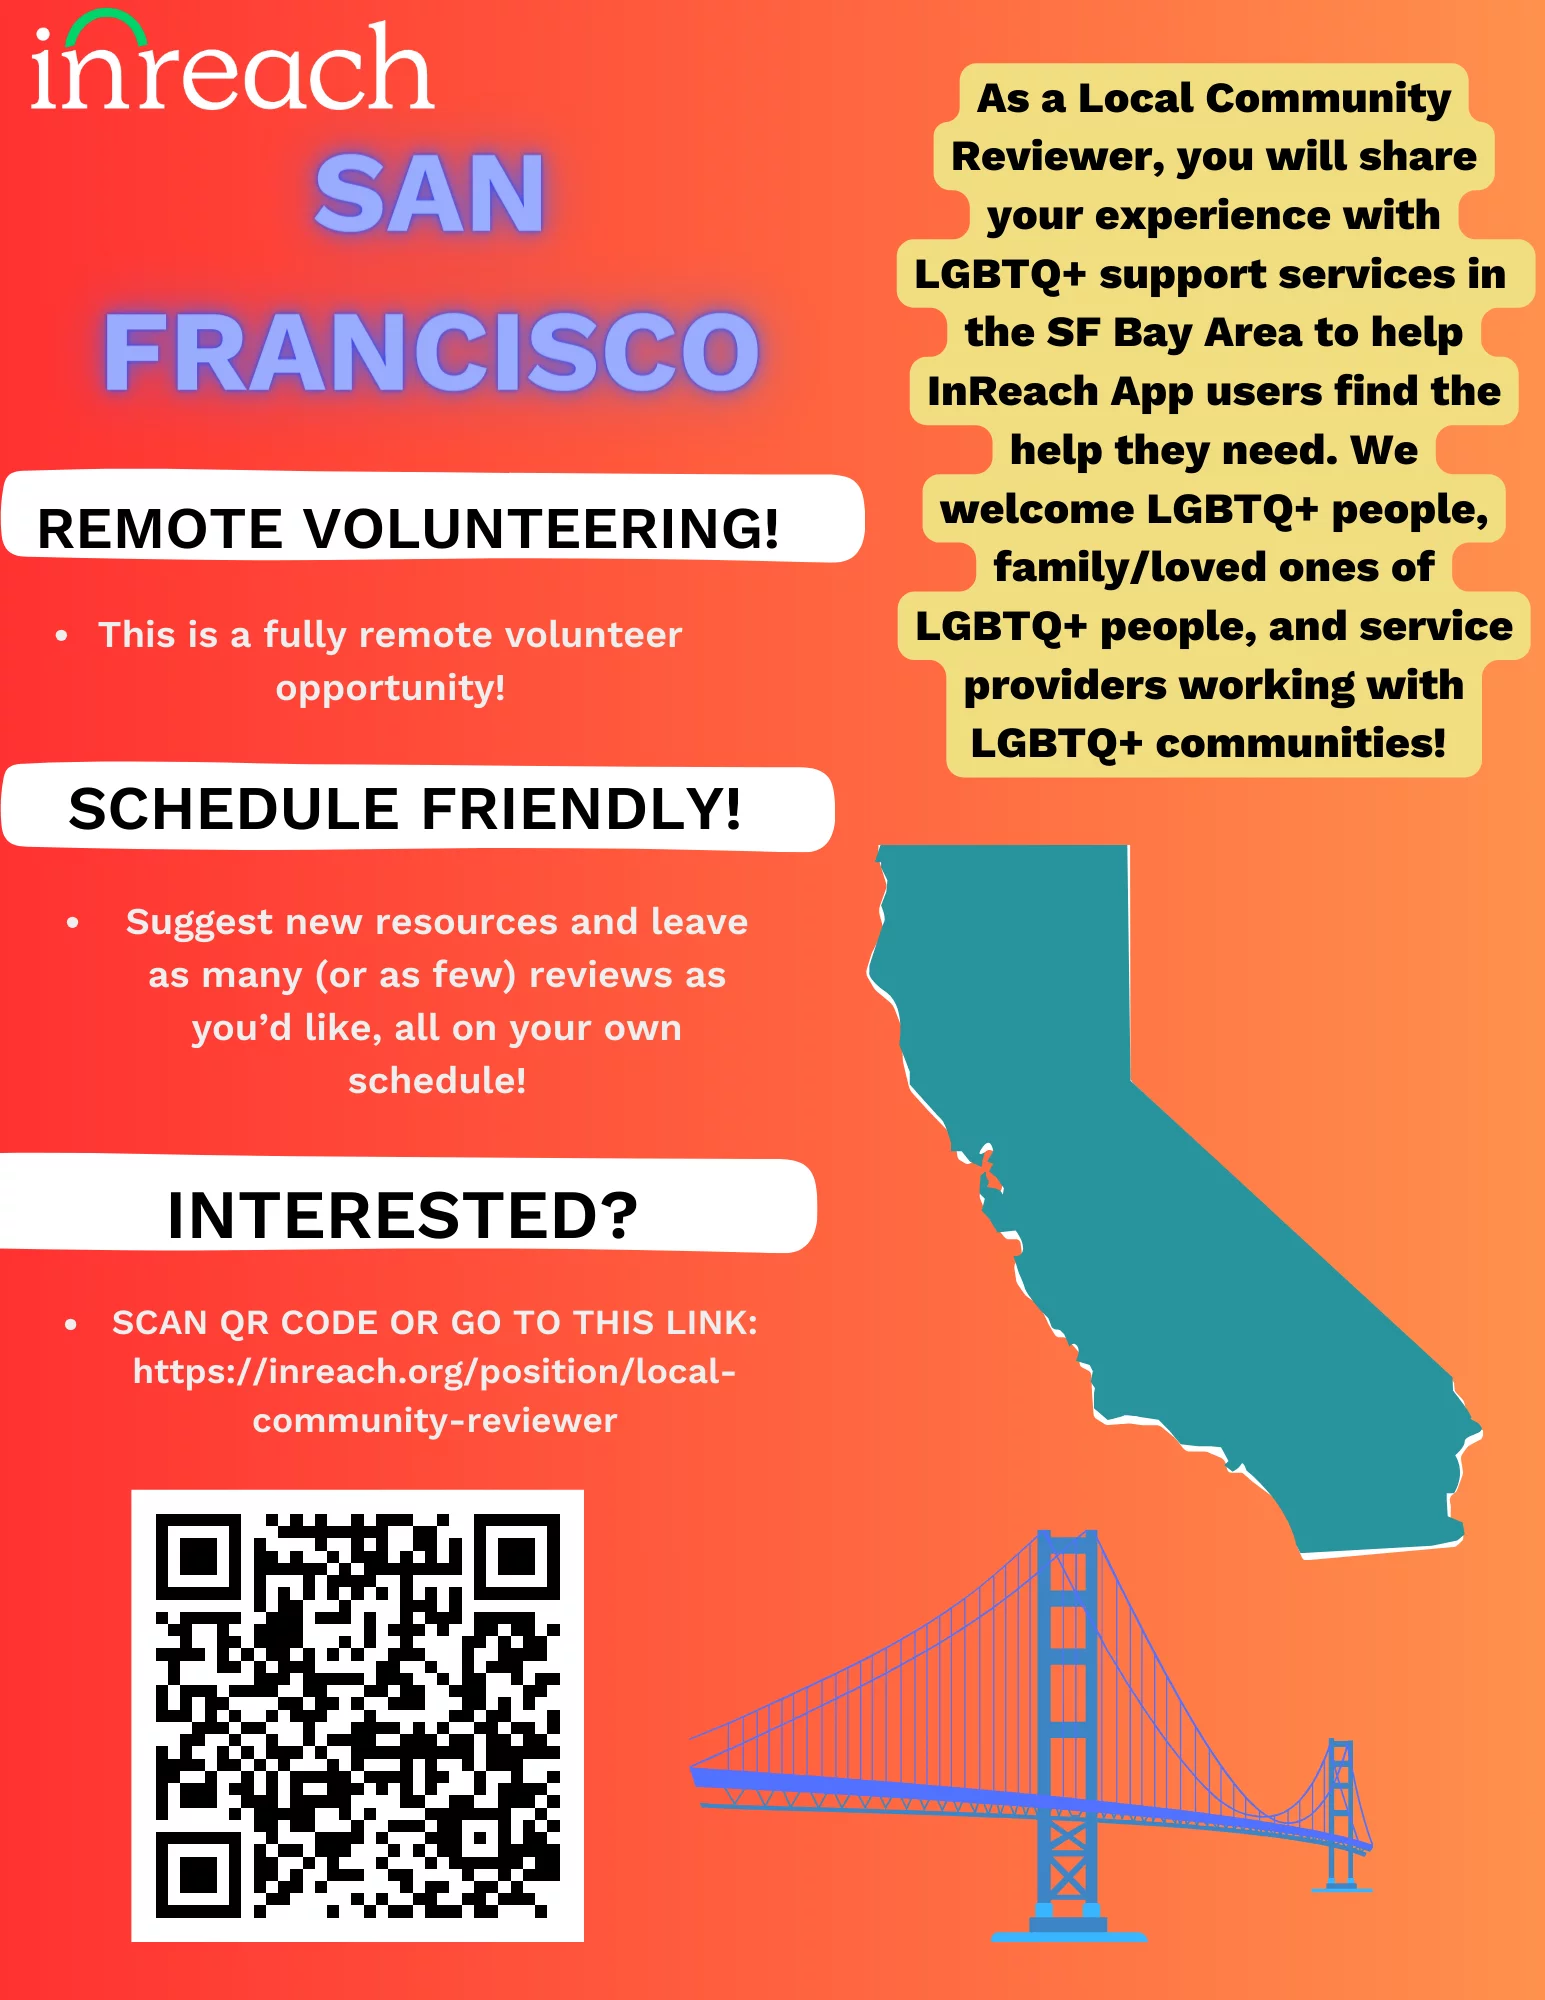 inreach
SAN
FRANCISCO
REMOTE VOLUNTEERING!
• This is a fully remote volunteer
opportunity!
SCHEDULE FRIENDLY!
• Suggest new resources and leave
as many (or as few) reviews as
you’d like, all on your own
schedule!
INTERESTED?
• SCAN QR CODE OR GO TO THIS LINK:
https://inreach.org/position/local-
community-reviewer
As a Local Community
Reviewer, you will share
your experience with
LGBTQ+ support services in
the SF Bay Area to help
InReach App users find the
help they need. We
welcome LGBTQ+ people,
family/loved ones of
LGBTQ+ people, and service
providers working with
LGBTQ+ communities!